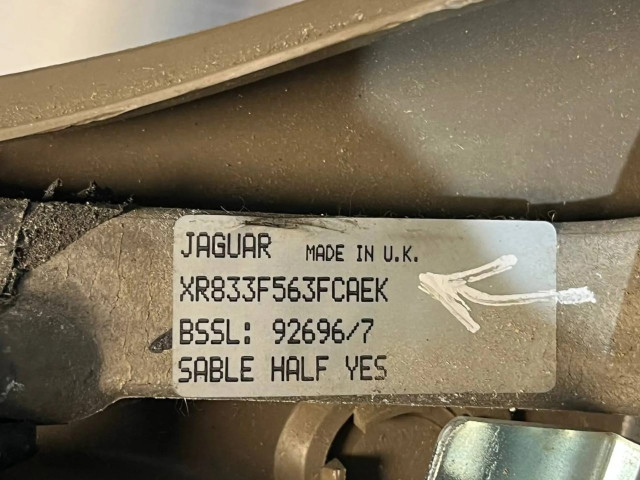 JAGUAR MADE IN U.K.
XR833F563FCAEK
BSSL: 92696/7
SABLE HALF YES